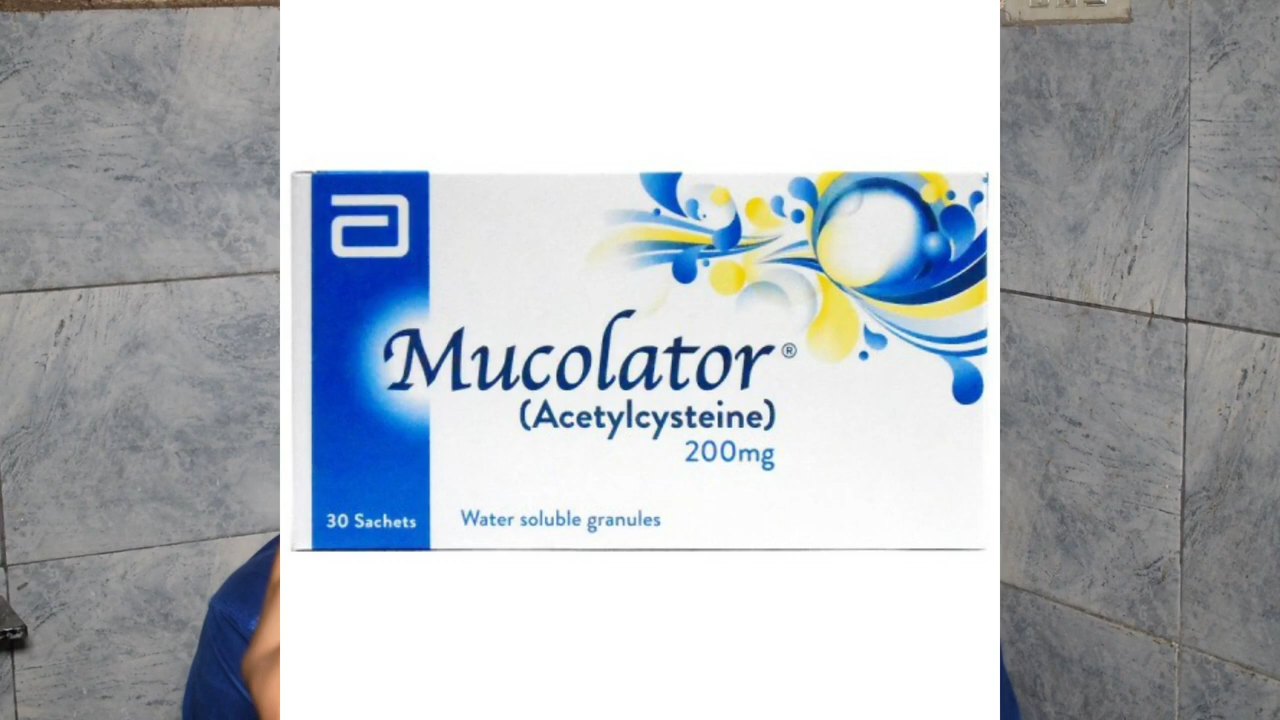 Mucolator®
(Acetylcysteine)
200mg
30 Sachets
Water soluble granules